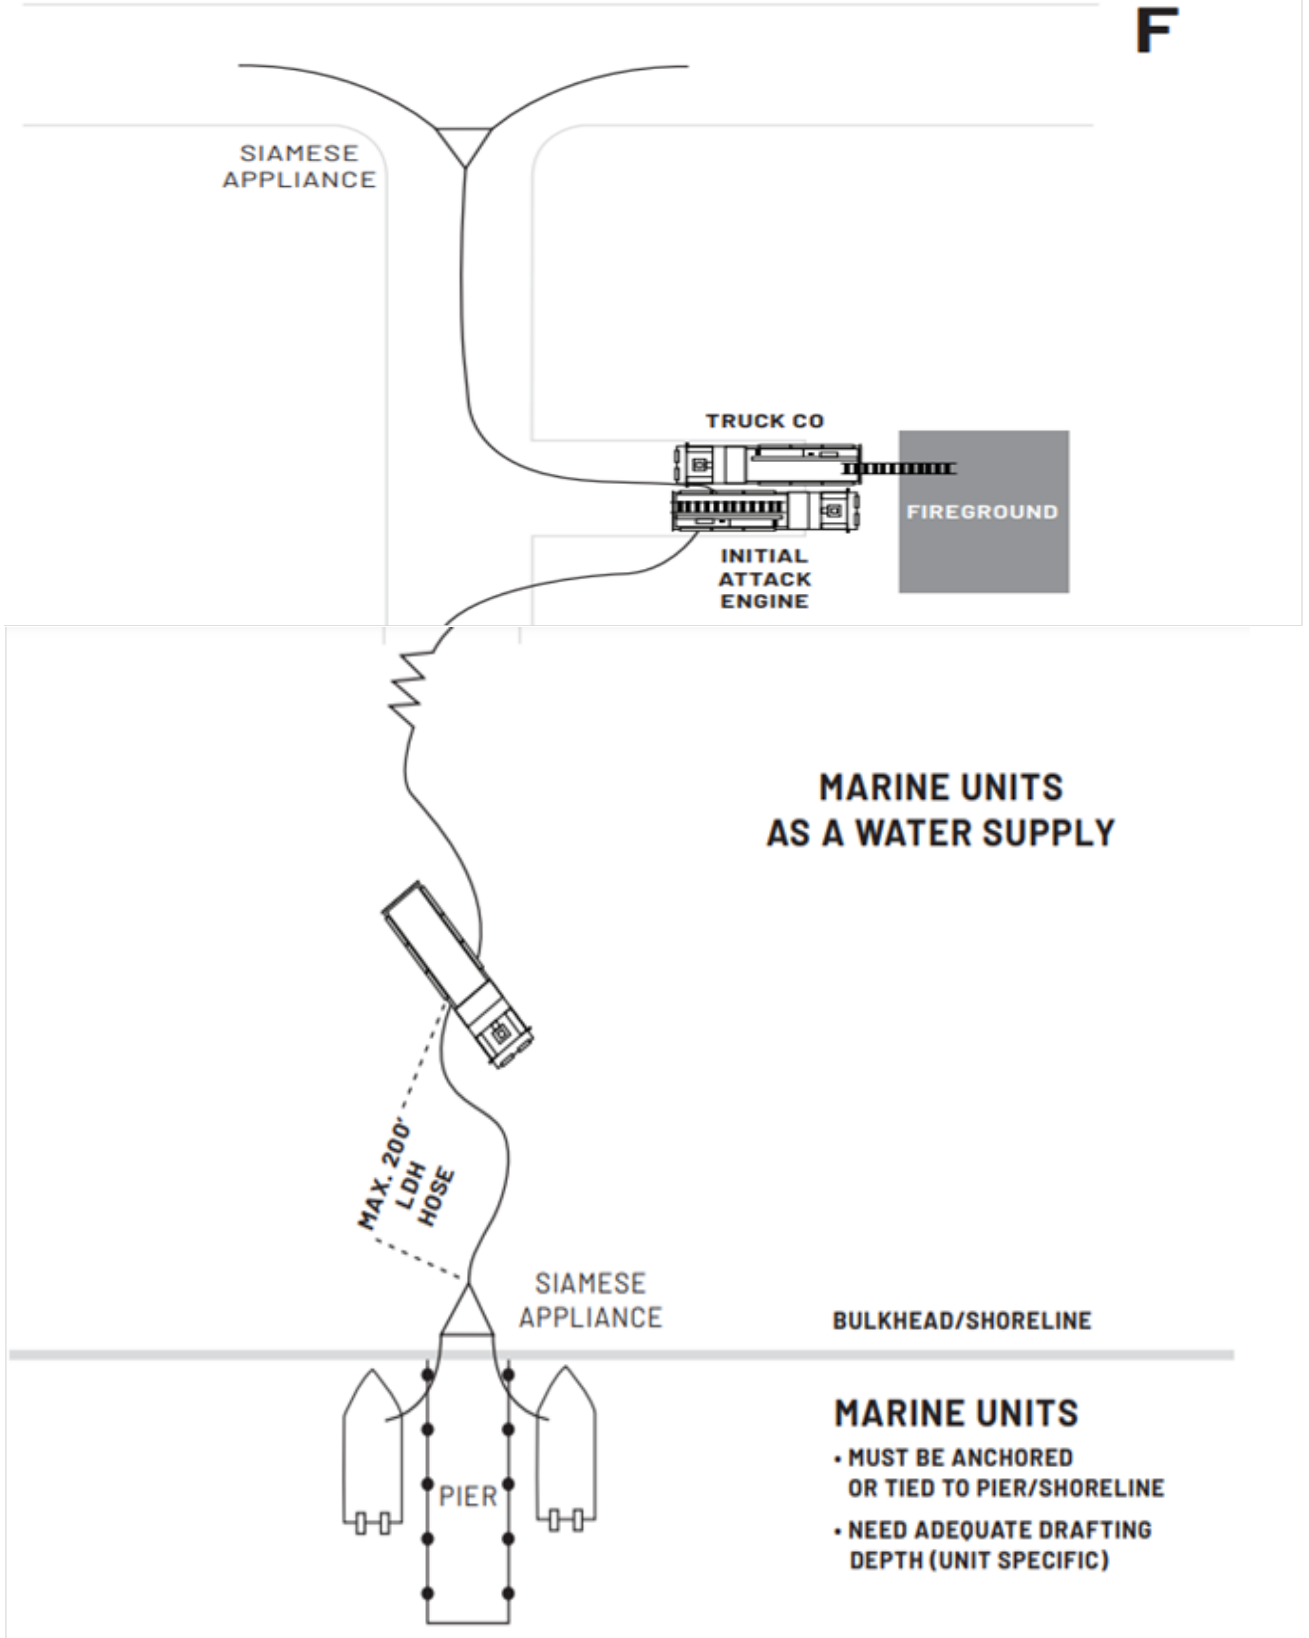 F
SIAMESE
APPLIANCE
TRUCK CO
FIREGROUND
INITIAL
ATTACK
ENGINE
MARINE UNITS
AS A WATER SUPPLY
MAX. 200'
LDH
HOSE
SIAMESE
APPLIANCE
BULKHEAD/SHORELINE
MARINE UNITS
• MUST BE ANCHORED
OR TIED TO PIER/SHORELINE
PIER
• NEED ADEQUATE DRAFTING
DEPTH (UNIT SPECIFIC)